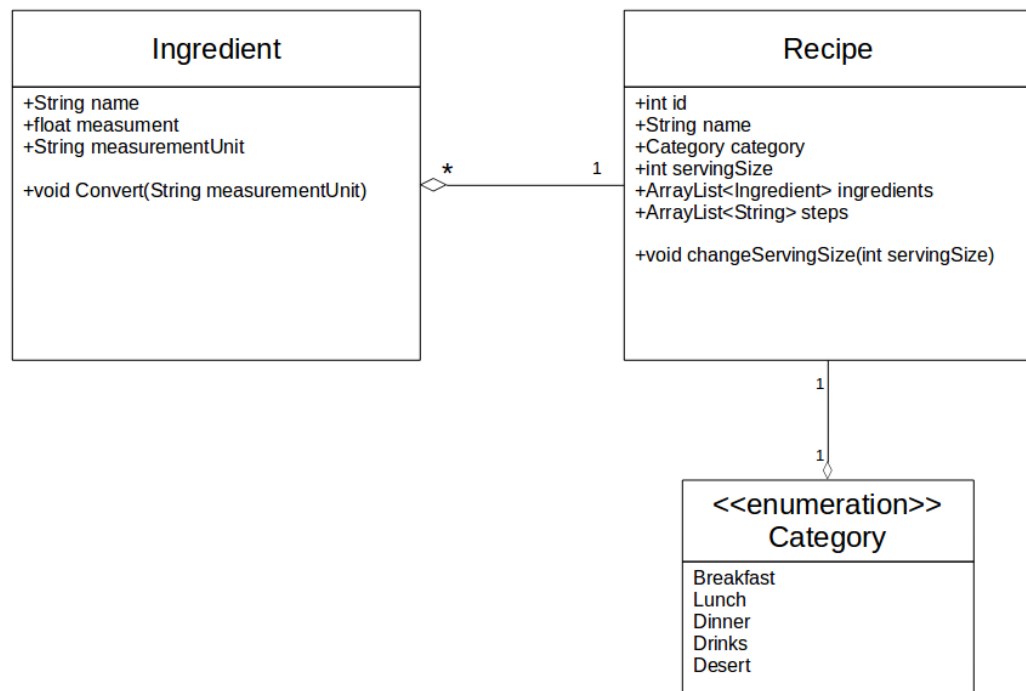 Ingredient
+String name
+float measument
+String measurementUnit
+void Convert(String measurementUnit)
*
1
Recipe
+int id
+String name
+Category category
+int servingSize
+ArrayList<Ingredient> ingredients
+ArrayList<String> steps
+void changeServingSize(int servingSize)
1
1
<<enumeration>>
Category
Breakfast
Lunch
Dinner
Drinks
Desert